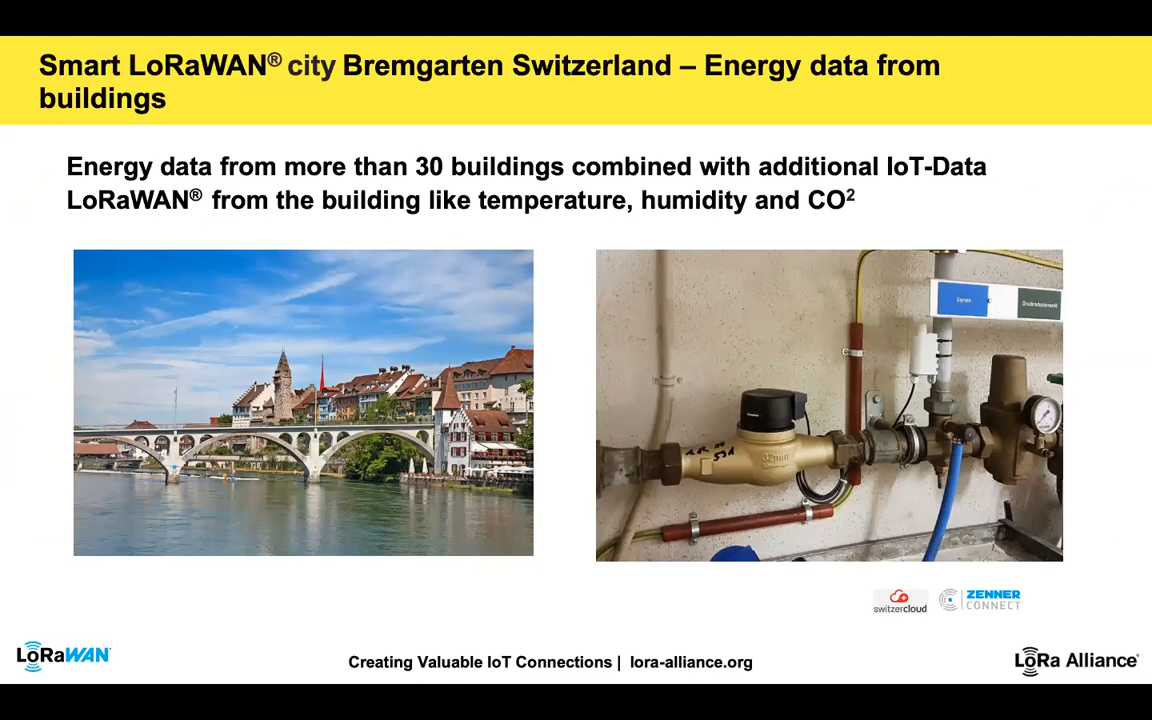 Smart LoRaWAN® city Bremgarten Switzerland – Energy data from
buildings
Energy data from more than 30 buildings combined with additional IoT-Data
LoRaWAN® from the building like temperature, humidity and CO²
Garten
32mm
switzercloud
ZENNER
CONNECT
LoRaWAN
Creating Valuable IoT Connections | lora-alliance.org
LoRa Alliance®